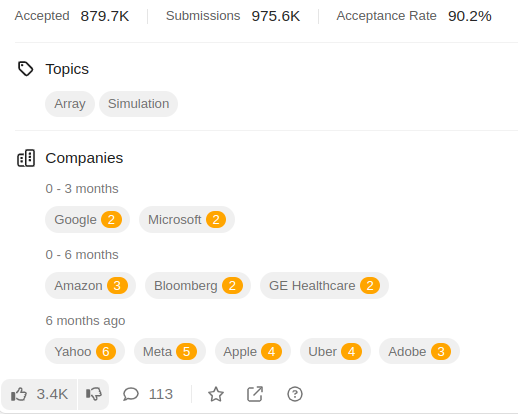 Accepted 879.7K Submissions 975.6K Acceptance Rate 90.2%
Topics
Array Simulation
Companies
0 - 3 months
Google 2 Microsoft 2
0 - 6 months
Amazon 3 Bloomberg 2 GE Healthcare 2
6 months ago
Yahoo 6 Meta 5 Apple 4 Uber 4 Adobe 3
3.4K 113